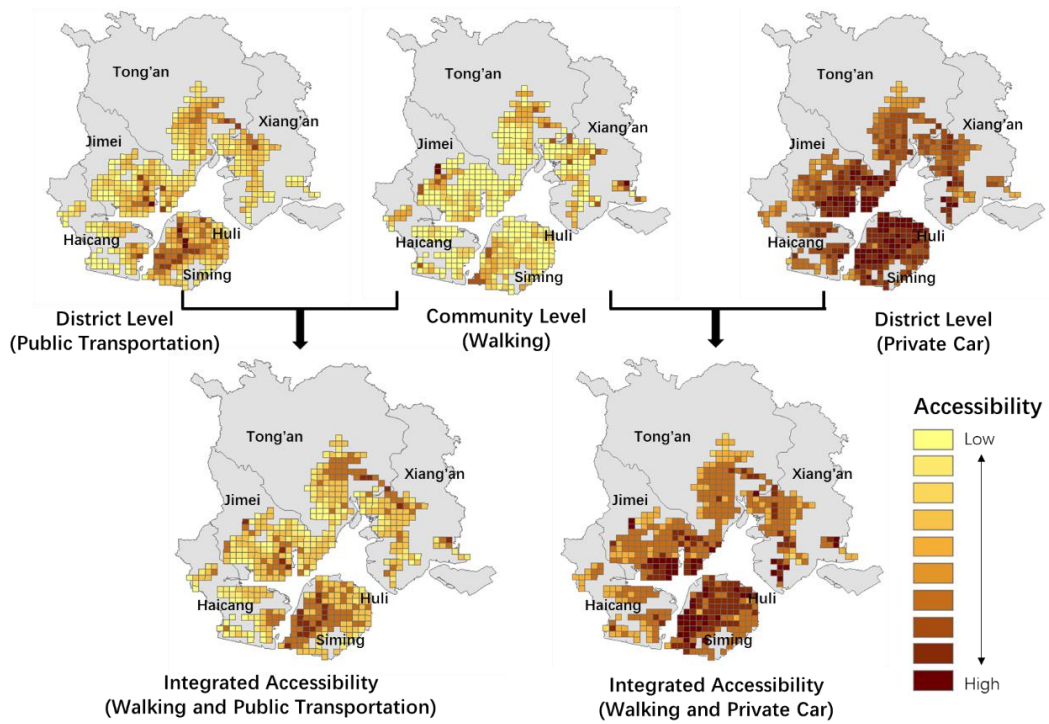 Tong'an
Jimei
Xiang'an
Haicang
Huli
Siming
District Level
(Public Transportation)
Tong'an
Jimei
Xiang'an
Haicang
Huli
Siming
Community Level
(Walking)
Tong'an
Jimei
Xiang'an
Haicang
Huli
Siming
District Level
(Private Car)
Tong'an
Jimei
Xiang'an
Haicang
Huli
Siming
Integrated Accessibility
(Walking and Public Transportation)
Tong'an
Jimei
Xiang'an
Haicang
Huli
Siming
Integrated Accessibility
(Walking and Private Car)
Accessibility
Low
High